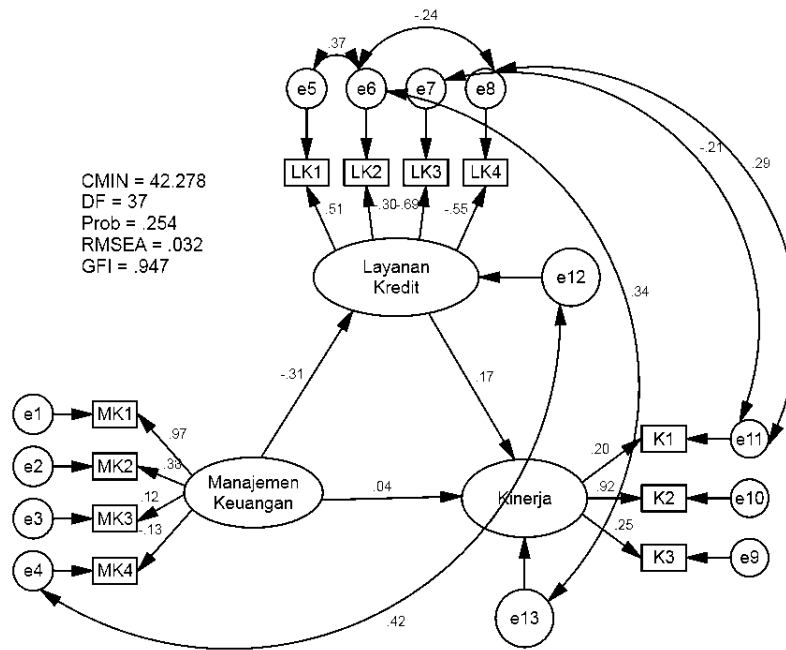 -.24
.37
e5
e6
e7
e8
LK1
LK2
LK3
LK4
-.21
.29
CMIN = 42.278
DF = 37
Prob = .254
RMSEA = .032
GFI = .947
.51
-.30
-.69
-.55
Layanan
Kredit
e12
.34
-.31
.17
e1
MK1
.97
e2
MK2
.38
e3
MK3
.12
e4
MK4
-.13
Manajemen
Keuangan
.04
Kinerja
.20
K1
e11
.92
K2
e10
.25
K3
e9
e13
.42